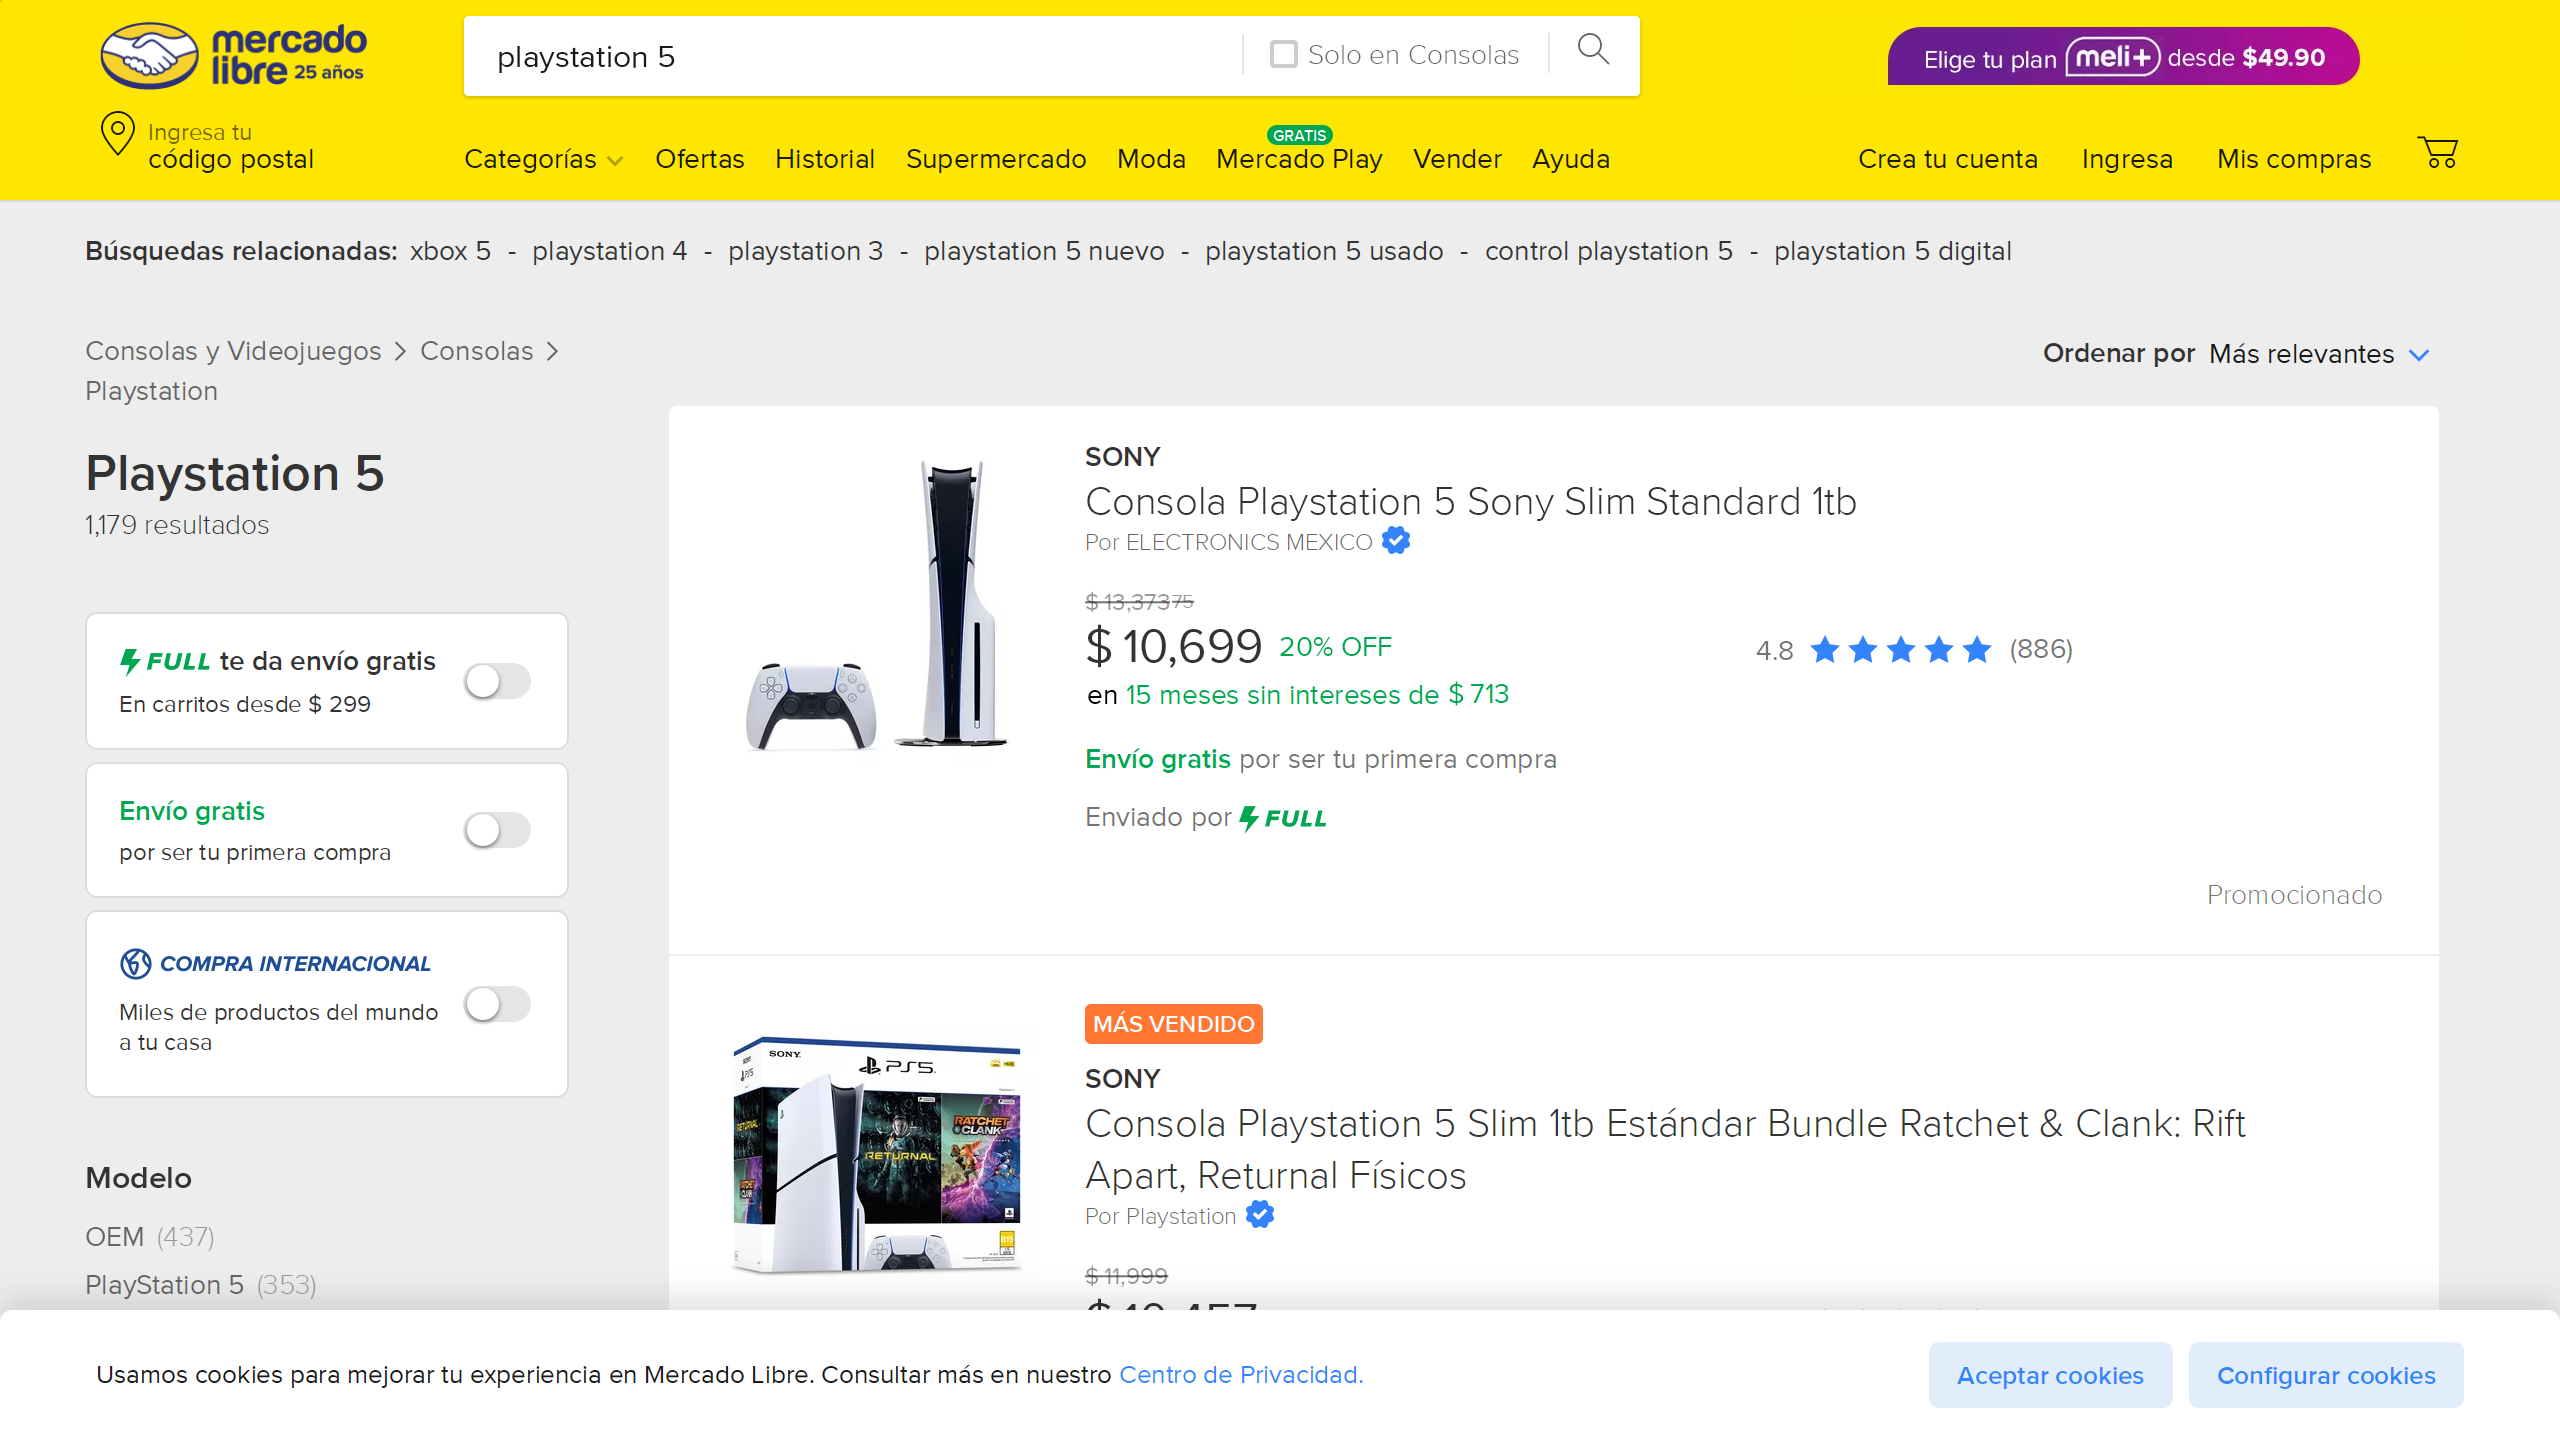 mercado
libre 25 años
playstation 5
Solo en Consolas
Elige tu plan meli+ desde $49.90
Ingresa tu
código postal
Categorías
Ofertas
Historial
Supermercado
Moda
GRATIS
Mercado Play
Vender
Ayuda
Crea tu cuenta
Ingresa
Mis compras
Búsquedas relacionadas: xbox 5 - playstation 4 - playstation 3 - playstation 5 nuevo - playstation 5 usado - control playstation 5 - playstation 5 digital
Consolas y Videojuegos > Consolas >
Playstation
Ordenar por Más relevantes
Playstation 5
1,179 resultados
FULL te da envío gratis
En carritos desde $ 299
Envío gratis
por ser tu primera compra
COMPRA INTERNACIONAL
Miles de productos del mundo
a tu casa
Modelo
OEM (437)
PlayStation 5 (353)
SONY
Consola Playstation 5 Sony Slim Standard 1tb
Por ELECTRONICS MEXICO
$ 13,373 75
$ 10,699 20% OFF
en 15 meses sin intereses de $ 713
4.8 (886)
Envío gratis por ser tu primera compra
Enviado por FULL
Promocionado
SONY
PS5
RETURNAL
RATCHET
& CLANK
MÁS VENDIDO
SONY
Consola Playstation 5 Slim 1tb Estándar Bundle Ratchet & Clank: Rift
Apart, Returnal Físicos
Por Playstation
$ 11,999
$ 10,457
Usamos cookies para mejorar tu experiencia en Mercado Libre. Consultar más en nuestro Centro de Privacidad.
Aceptar cookies
Configurar cookies